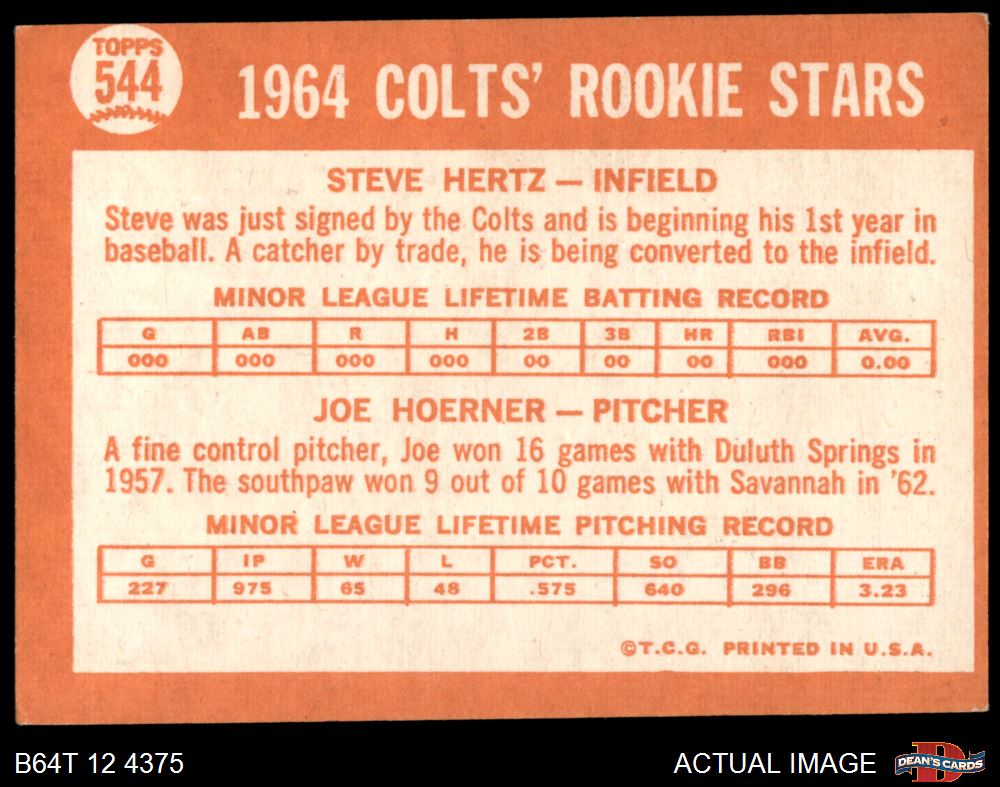 TOPPS
544
1964 COLTS' ROOKIE STARS
STEVE HERTZ — INFIELD
Steve was just signed by the Colts and is beginning his 1st year in
baseball. A catcher by trade, he is being converted to the infield.
MINOR LEAGUE LIFETIME BATTING RECORD
G AB R H 2B 3B HR RBI AVG.
000 000 000 000 00 00 00 000 0.00
JOE HOERNER — PITCHER
A fine control pitcher, Joe won 16 games with Duluth Springs in
1957. The southpaw won 9 out of 10 games with Savannah in '62.
MINOR LEAGUE LIFETIME PITCHING RECORD
G IP W L PCT. SO BB ERA
227 975 65 48 .575 640 296 3.23
©T.C.G. PRINTED IN U.S.A.
B64T 12 4375
ACTUAL IMAGE
D
DEAN'S CARDS